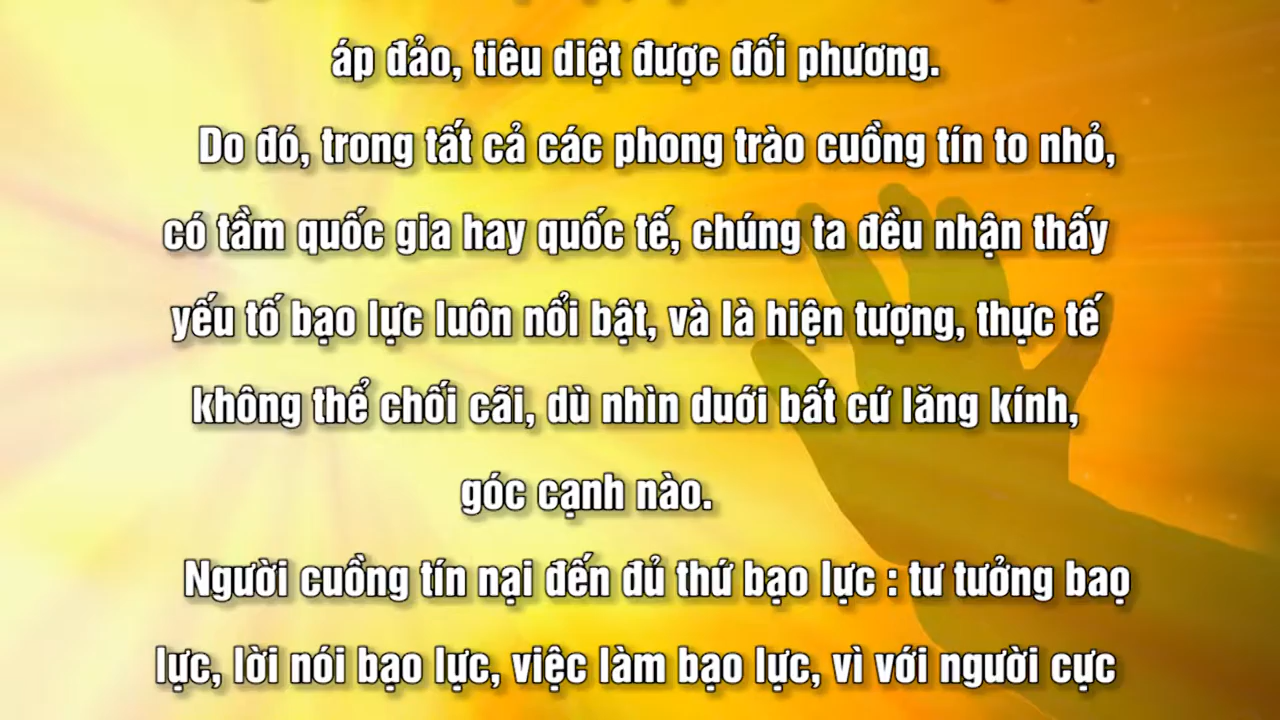 áp đảo, tiêu diệt được đối phương.
Do đó, trong tất cả các phong trào cuồng tín to nhỏ,
có tầm quốc gia hay quốc tế, chúng ta đều nhận thấy
yếu tố bạo lực luôn nổi bật, và là hiện tượng, thực tế
không thể chối cãi, dù nhìn duới bất cứ lăng kính,
góc cạnh nào.
Người cuồng tín nại đến đủ thứ bạo lực : tư tưởng baọ
lực, lời nói bạo lực, việc làm bạo lực, vì với người cực